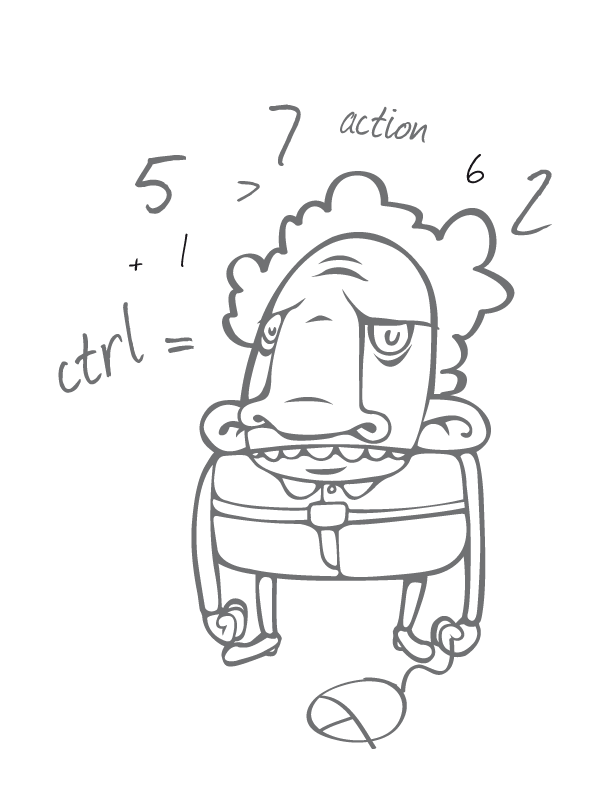 7 action
5 > 6 2
+ 1
ctrl =